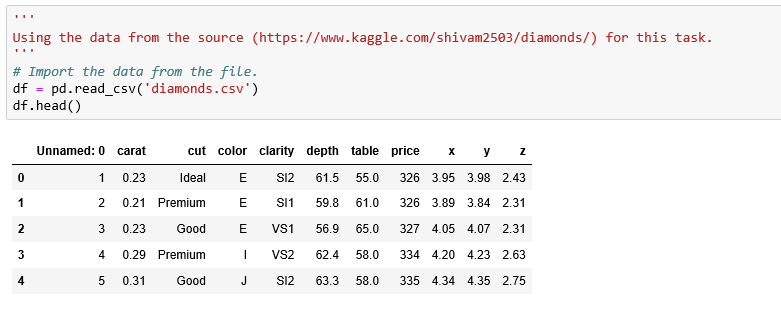 '''
Using the data from the source (https://www.kaggle.com/shivam2503/diamonds/) for this task.
'''
# Import the data from the file.
df = pd.read_csv('diamonds.csv')
df.head()
Unnamed: 0 carat cut color clarity depth table price x y z
0 1 0.23 Ideal E SI2 61.5 55.0 326 3.95 3.98 2.43
1 2 0.21 Premium E SI1 59.8 61.0 326 3.89 3.84 2.31
2 3 0.23 Good E VS1 56.9 65.0 327 4.05 4.07 2.31
3 4 0.29 Premium I VS2 62.4 58.0 334 4.20 4.23 2.63
4 5 0.31 Good J SI2 63.3 58.0 335 4.34 4.35 2.75